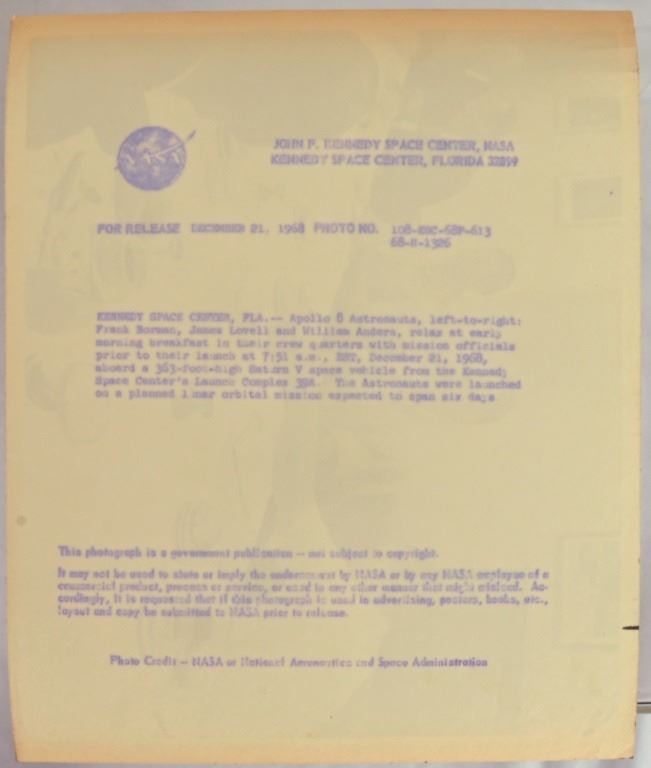 NASA
JOHN F. KENNEDY SPACE CENTER, NASA
KENNEDY SPACE CENTER, FLORIDA 32899
FOR RELEASE DECEMBER 21, 1968 PHOTO NO. 108-KSC-68P-613
68-H-1326
KENNEDY SPACE CENTER, FLA.-- Apollo 8 Astronauts, left-to-right:
Frank Borman, James Lovell and William Anders, relax at early
morning breakfast in their crew quarters with mission officials
prior to their launch at 7:51 a.m., EST, December 21, 1968,
aboard a 363-foot-high Saturn V space vehicle from the Kennedy
Space Center's Launch Complex 39A. The Astronauts were launched
on a planned lunar orbital mission expected to span six days.
This photograph is a government publication -- not subject to copyright.
It may not be used to state or imply the endorsement by NASA or by any NASA employee of a
commercial product, process or service, or used in any other manner that might mislead. Ac-
cordingly, it is requested that if this photograph is used in advertising, posters, books, etc.,
layout and copy be submitted to NASA prior to release.
Photo Credit -- NASA or National Aeronautics and Space Administration